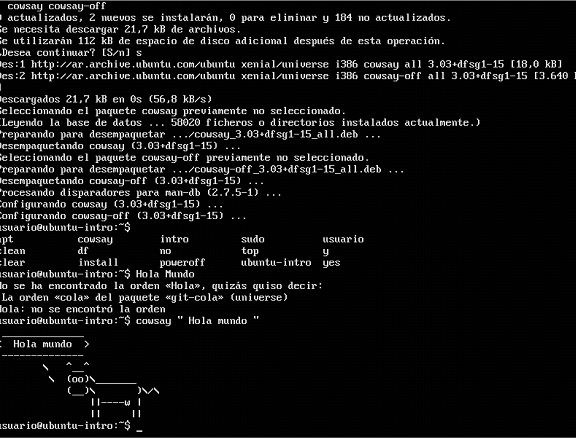 cowsay cowsay-off
0 actualizados, 2 nuevos se instalarán, 0 para eliminar y 184 no actualizados.
Se necesita descargar 21,7 kB de archivos.
Se utilizarán 112 kB de espacio de disco adicional después de esta operación.
¿Desea continuar? [S/n] s
Des:1 http://ar.archive.ubuntu.com/ubuntu xenial/universe i386 cowsay all 3.03+dfsg1-15 [18,0 kB]
Des:2 http://ar.archive.ubuntu.com/ubuntu xenial/universe i386 cowsay-off all 3.03+dfsg1-15 [3.640
]
Descargados 21,7 kB en 0s (56,8 kB/s)
Seleccionando el paquete cowsay previamente no seleccionado.
(Leyendo la base de datos ... 58020 ficheros o directorios instalados actualmente.)
Preparando para desempaquetar .../cowsay_3.03+dfsg1-15_all.deb ...
Desempaquetando cowsay (3.03+dfsg1-15) ...
Seleccionando el paquete cowsay-off previamente no seleccionado.
Preparando para desempaquetar .../cowsay-off_3.03+dfsg1-15_all.deb ...
Desempaquetando cowsay-off (3.03+dfsg1-15) ...
Procesando disparadores para man-db (2.7.5-1) ...
Configurando cowsay (3.03+dfsg1-15) ...
Configurando cowsay-off (3.03+dfsg1-15) ...
usuario@ubuntu-intro:~$
apt cowsay intro sudo usuario
clean df no top y
clear install poweroff ubuntu-intro yes
usuario@ubuntu-intro:~$ Hola Mundo
No se ha encontrado la orden «Hola», quizás quiso decir:
La orden «cola» del paquete «git-cola» (universe)
Hola: no se encontró la orden
usuario@ubuntu-intro:~$ cowsay " Hola mundo "
 ______________
<  Hola mundo  >
 --------------
        \   ^__^
         \  (oo)\_______
            (__)\       )\/\
                ||----w |
                ||     ||
usuario@ubuntu-intro:~$ _